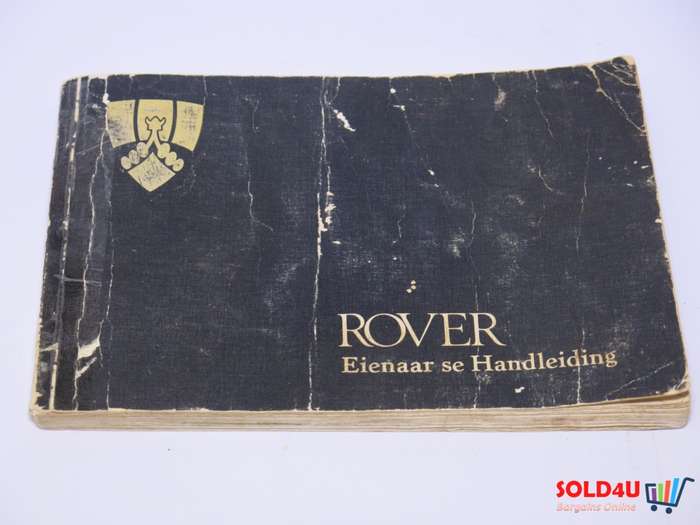 ROVER
Eienaar se Handleiding
SOLD4U
Bargains Online